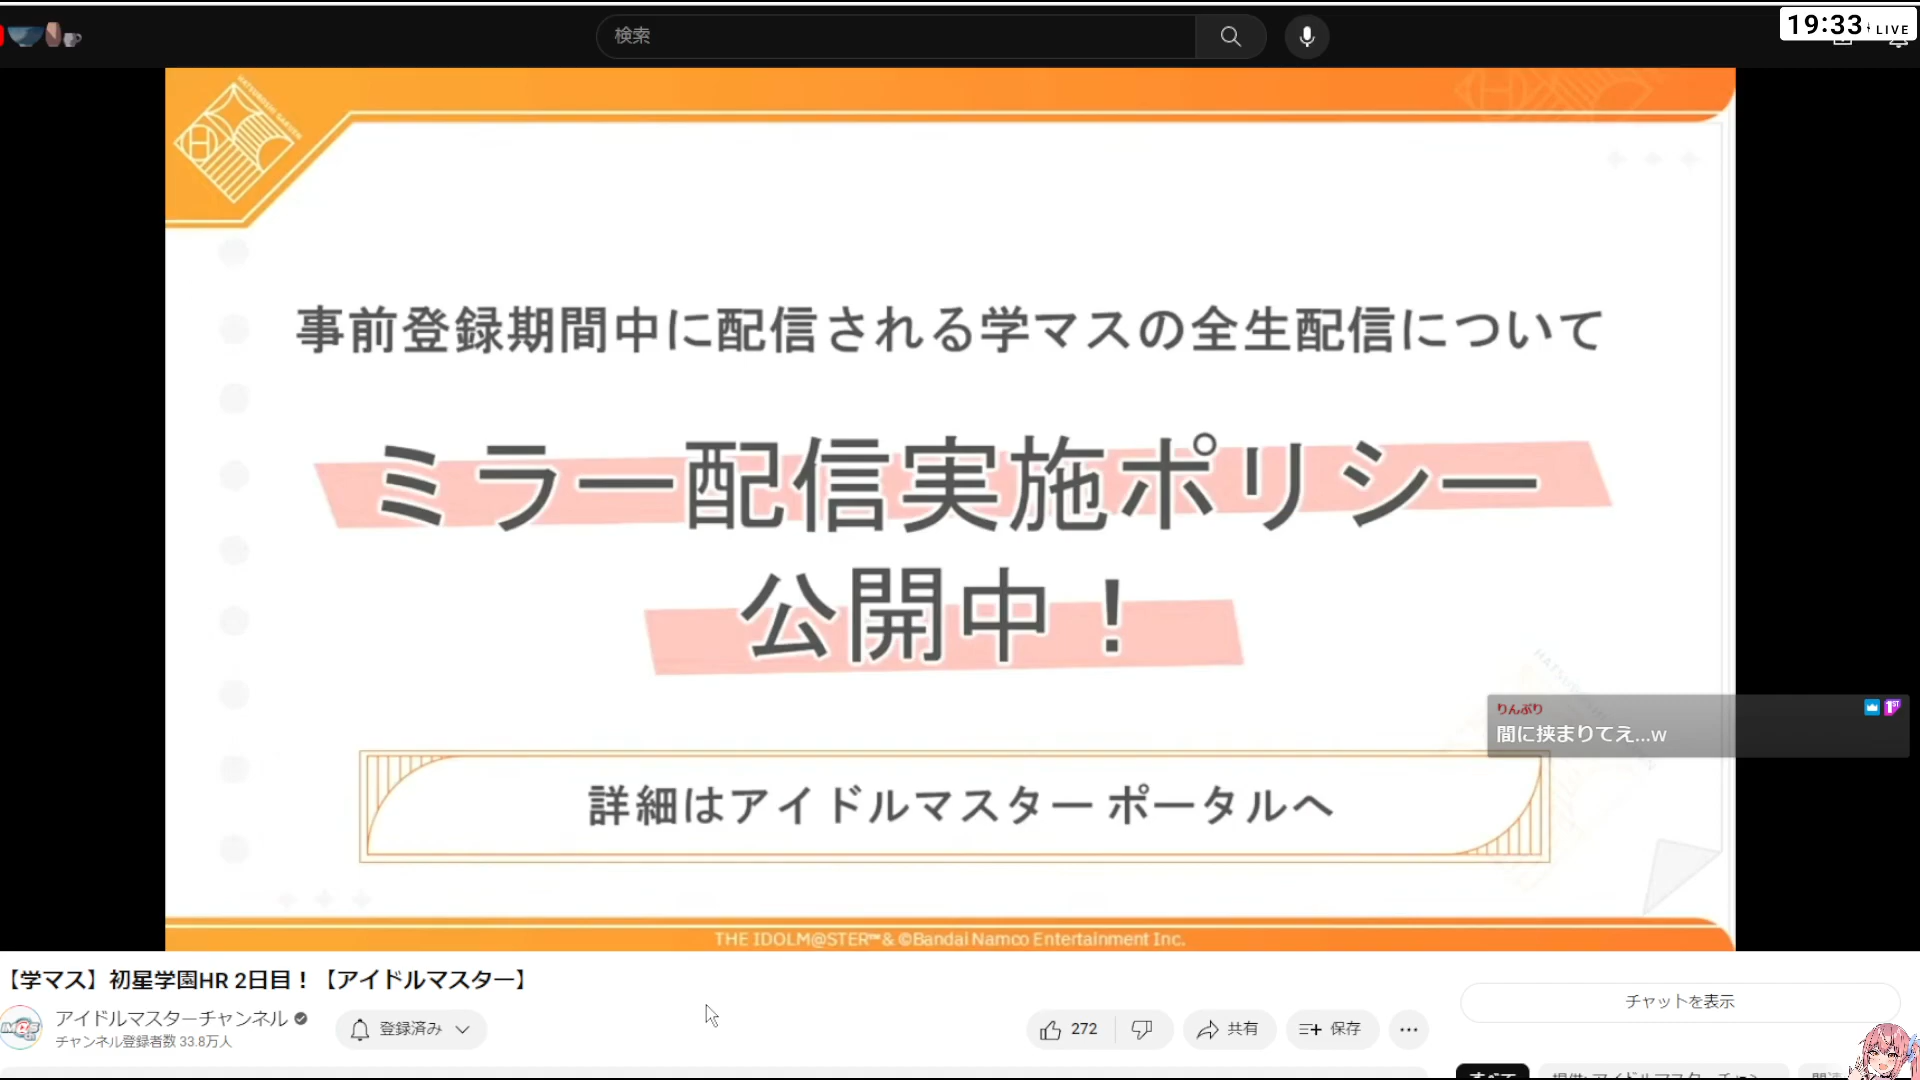 検索
19:33 LIVE
HATSUBOSHI GAKUEN
事前登録期間中に配信される学マスの全生配信について
ミラー配信実施ポリシー
公開中！
りんぶり
間に挟まりてえ...w
詳細はアイドルマスター ポータルへ
THE IDOLM@STER™& ©Bandai Namco Entertainment Inc.
【学マス】初星学園HR 2日目！【アイドルマスター】
アイドルマスターチャンネル
チャンネル登録者数 33.8万人
登録済み
272
共有
保存
チャットを表示
すべて